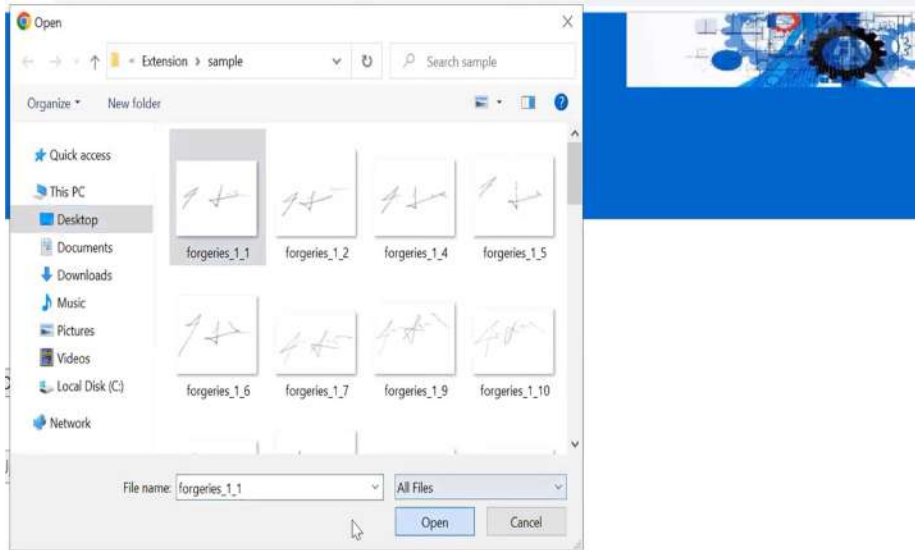 Open
Extension > sample
Search sample
Organize
New folder
Quick access
This PC
Desktop
Documents
Downloads
Music
Pictures
Videos
Local Disk (C:)
Network
forgeries_1_1
forgeries_1_2
forgeries_1_4
forgeries_1_5
forgeries_1_6
forgeries_1_7
forgeries_1_9
forgeries_1_10
File name: forgeries_1_1
All Files
Open
Cancel